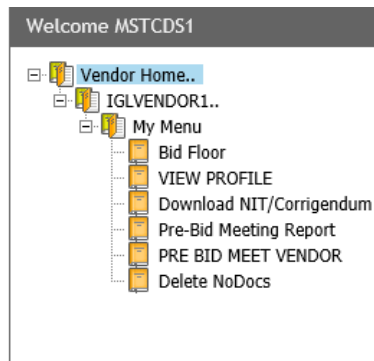 Welcome MSTCDS1
Vendor Home..
IGLVENDOR1..
My Menu
Bid Floor
VIEW PROFILE
Download NIT/Corrigendum
Pre-Bid Meeting Report
PRE BID MEET VENDOR
Delete NoDocs